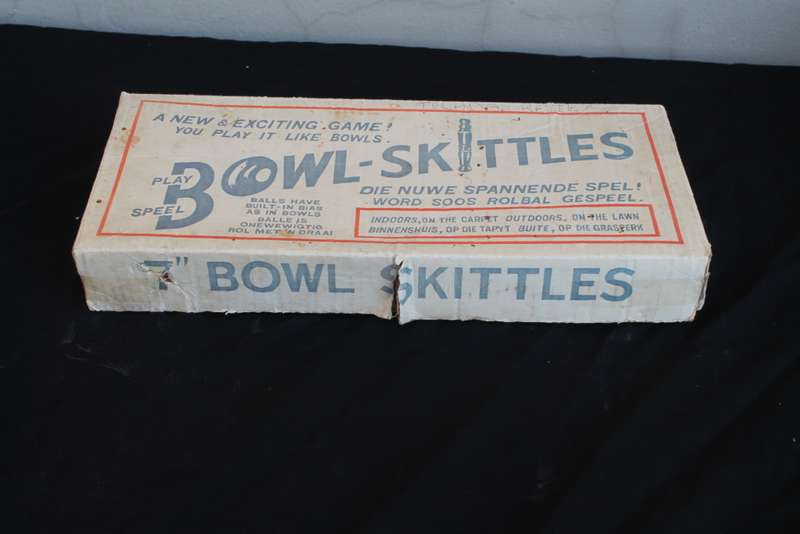 A NEW & EXCITING GAME!
YOU PLAY IT LIKE BOWLS.
PLAY
SPEEL
BOWL-SKITTLES
BALLS HAVE
BUILT-IN BIAS
AS IN BOWLS
BALLE IS
ONEWEWIGTIG
ROL MET 'N DRAAI
DIE NUWE SPANNENDE SPEL!
WORD SOOS ROLBAL GESPEEL.
INDOORS, ON THE CARPET OUTDOORS, ON THE LAWN
BINNENSHUIS, OP DIE TAPYT BUITE, OP DIE GRASPERK
7" BOWL SKITTLES